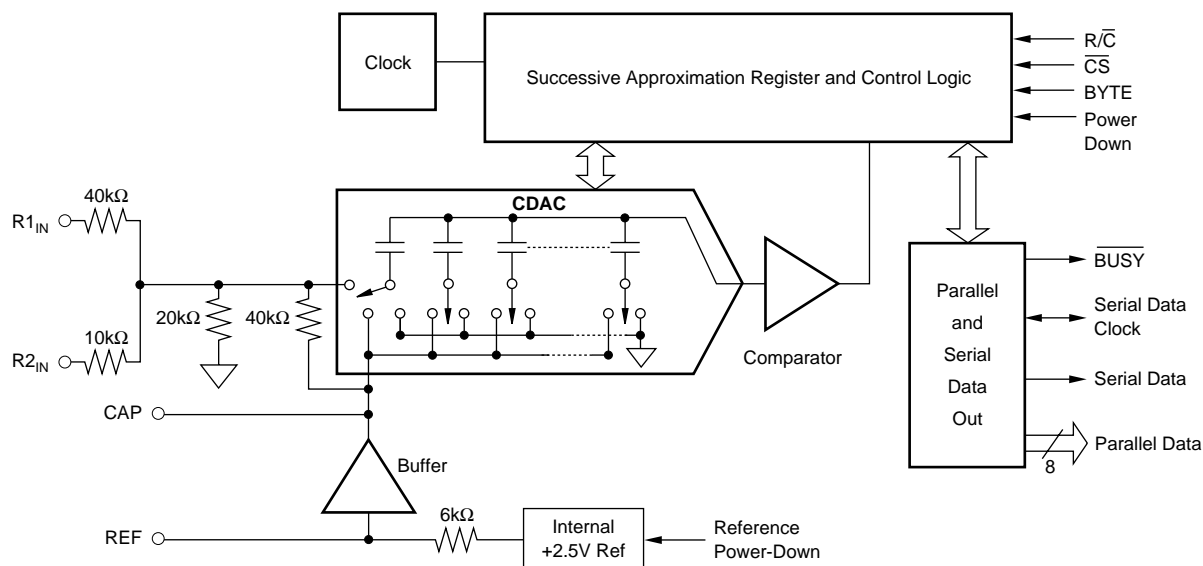 Clock
Successive Approximation Register and Control Logic
R/C̅
C̅S̅
BYTE
Power
Down
40kΩ
R1IN
CDAC
20kΩ
40kΩ
10kΩ
R2IN
Comparator
Parallel
and
Serial
Data
Out
B̅U̅S̅Y̅
Serial Data
Clock
Serial Data
Parallel Data
8
CAP
Buffer
REF
6kΩ
Internal
+2.5V Ref
Reference
Power-Down